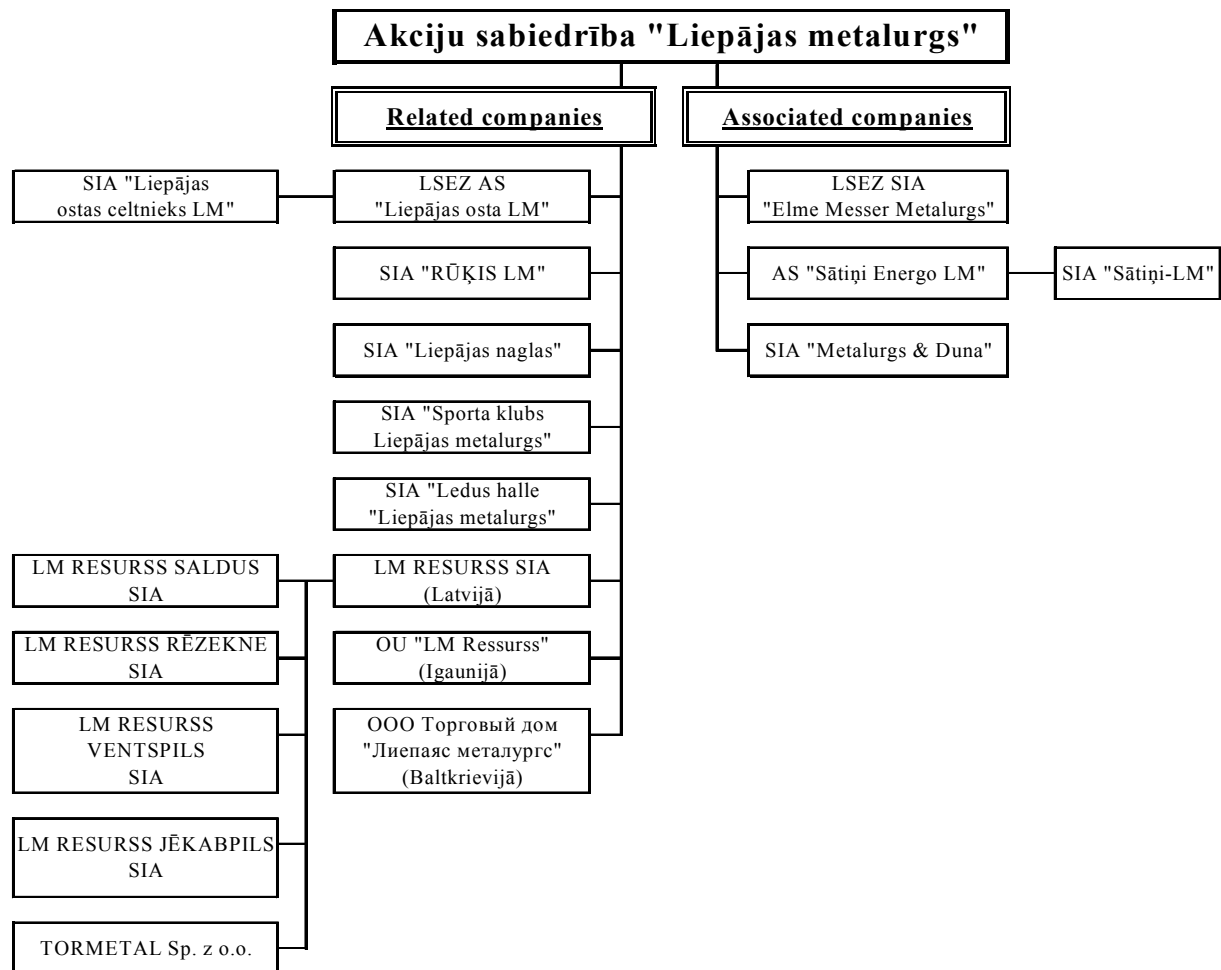 Akciju sabiedrība "Liepājas metalurgs"
Related companies
Associated companies
SIA "Liepājas
ostas celtnieks LM"
LSEZ AS
"Liepājas osta LM"
LSEZ SIA
"Elme Messer Metalurgs"
SIA "RŪĶIS LM"
AS "Sātiņi Energo LM"
SIA "Sātiņi-LM"
SIA "Liepājas naglas"
SIA "Metalurgs & Duna"
SIA "Sporta klubs
Liepājas metalurgs"
SIA "Ledus halle
"Liepājas metalurgs"
LM RESURSS SALDUS
SIA
LM RESURSS SIA
(Latvijā)
LM RESURSS RĒZEKNE
SIA
OU "LM Ressurss"
(Igaunijā)
LM RESURSS
VENTSPILS
SIA
ООО Торговый дом
"Лиепаяс металургс"
(Baltkrievijā)
LM RESURSS JĒKABPILS
SIA
TORMETAL Sp. z o.o.